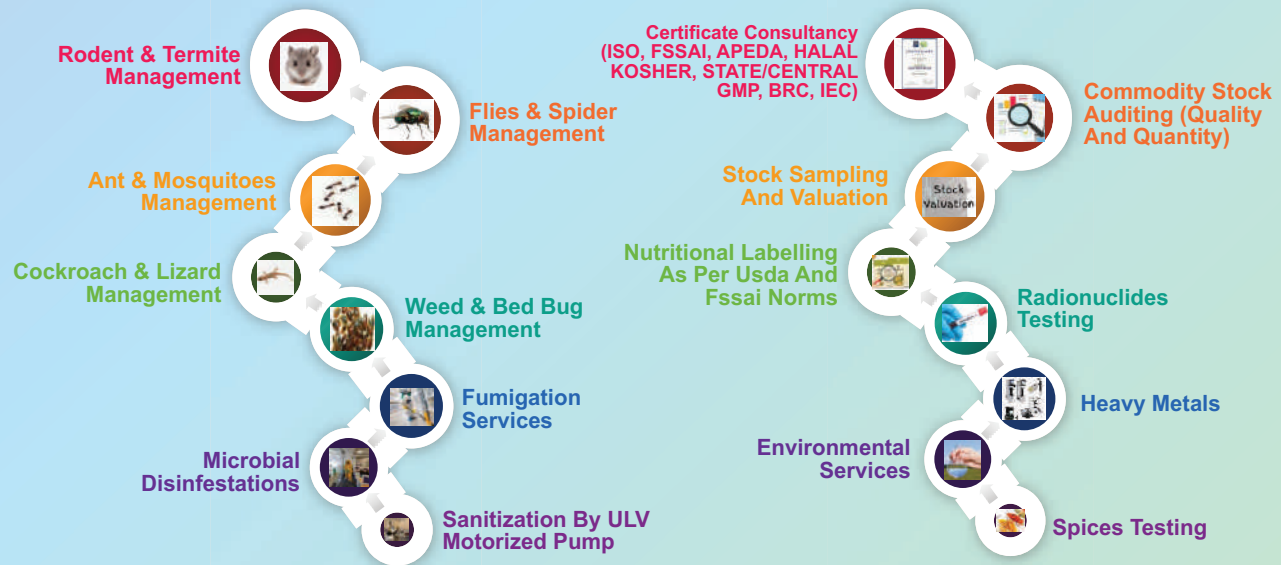 Rodent & Termite
Management
Flies & Spider
Management
Ant & Mosquitoes
Management
Cockroach & Lizard
Management
Weed & Bed Bug
Management
Fumigation
Services
Microbial
Disinfestations
Sanitization By ULV
Motorized Pump
Certificate Consultancy
(ISO, FSSAI, APEDA, HALAL
KOSHER, STATE/CENTRAL
GMP, BRC, IEC)
Commodity Stock
Auditing (Quality
And Quantity)
Stock Sampling
And Valuation
Stock
Valuation
Nutritional Labelling
As Per Usda And
Fssai Norms
Radionuclides
Testing
Heavy Metals
Environmental
Services
Spices Testing